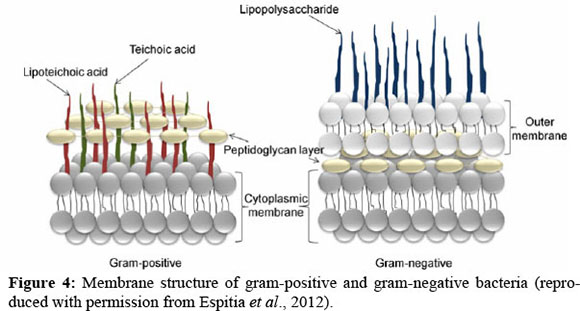 Lipopolysaccharide
Teichoic acid
Lipoteichoic acid
Outer
membrane
Peptidoglycan layer
Cytoplasmic
membrane
Gram-positive
Gram-negative
Figure 4: Membrane structure of gram-positive and gram-negative bacteria (repro-
duced with permission from Espitia et al., 2012).